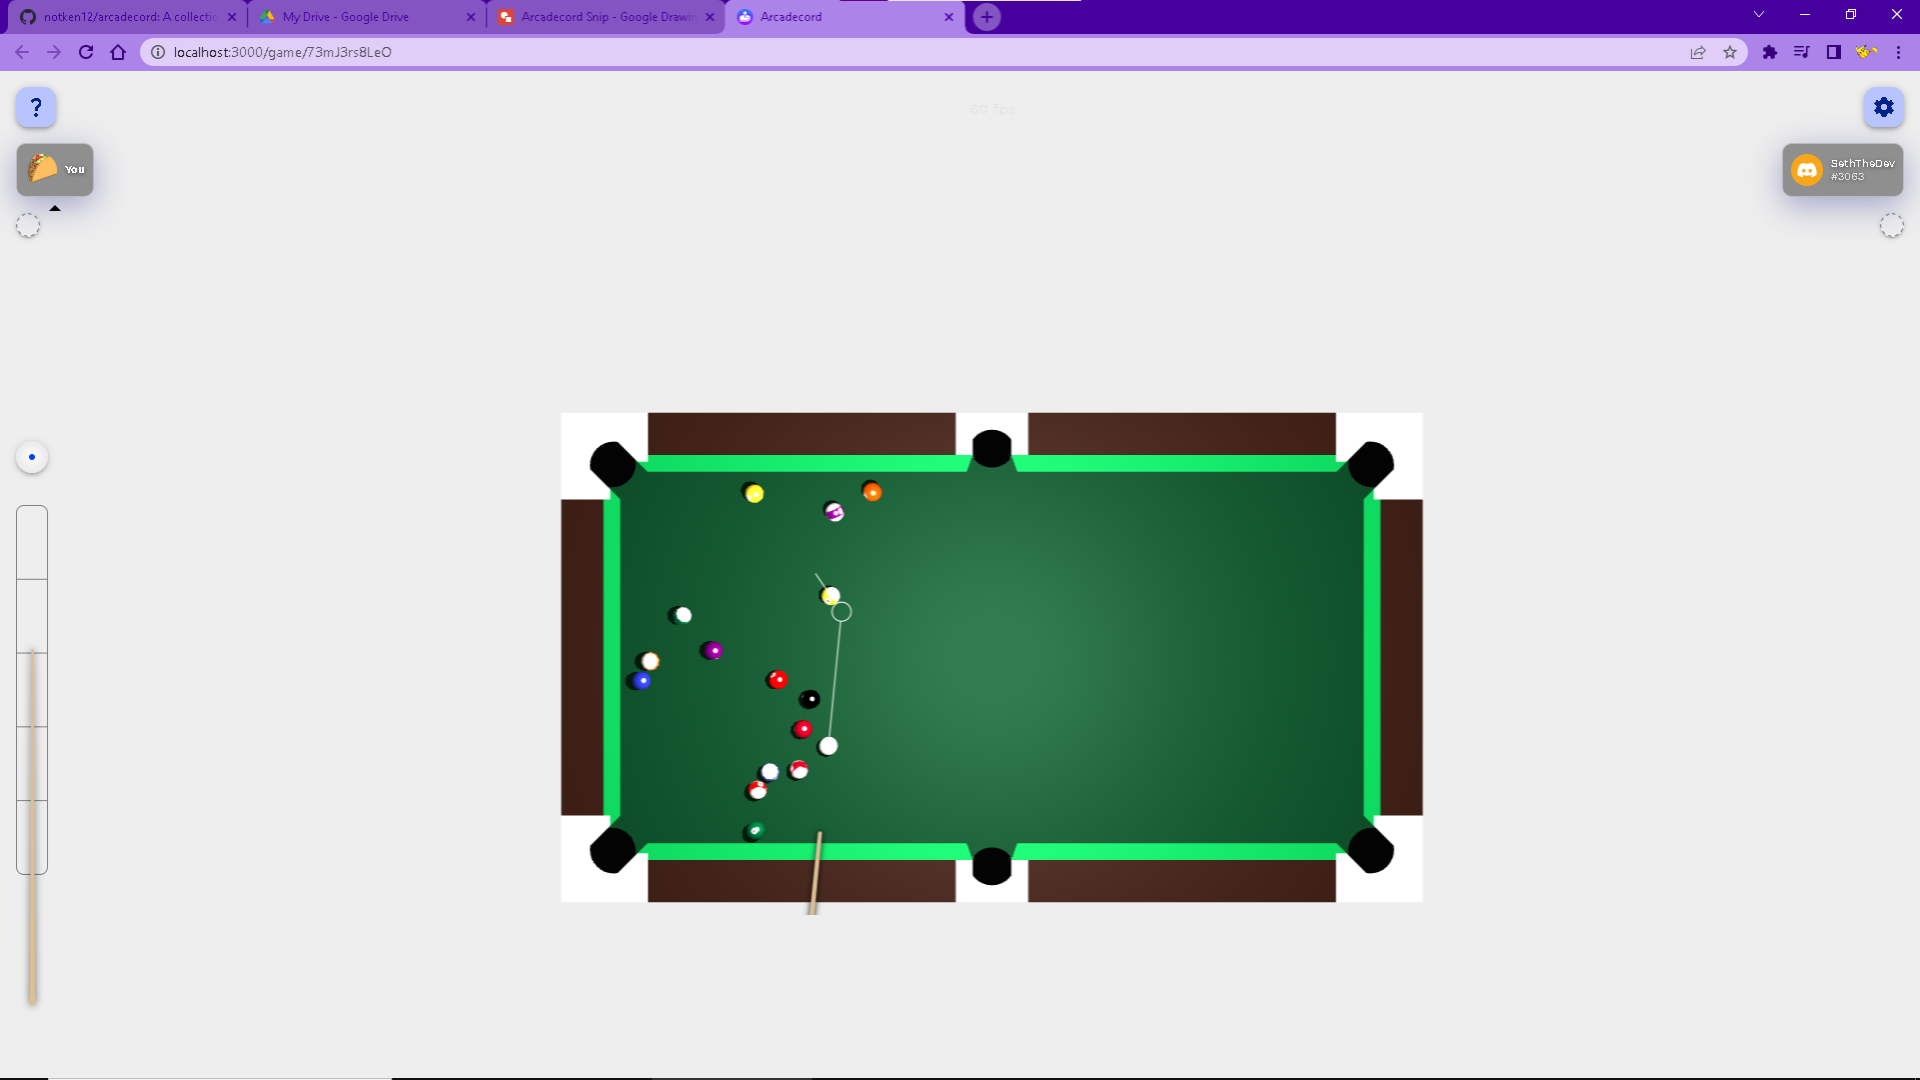 notken12/arcadecord: A collectio
My Drive - Google Drive
Arcadecord Snip - Google Drawin
Arcadecord
localhost:3000/game/73mJ3rs8LeO
60 fps
?
You
SethTheDev
#3063